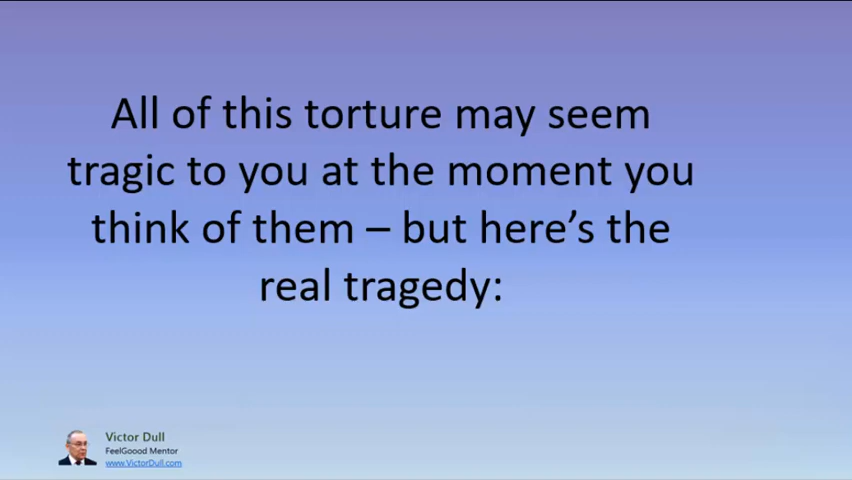 All of this torture may seem
tragic to you at the moment you
think of them – but here’s the
real tragedy:
Victor Dull
FeelGoood Mentor
www.VictorDull.com